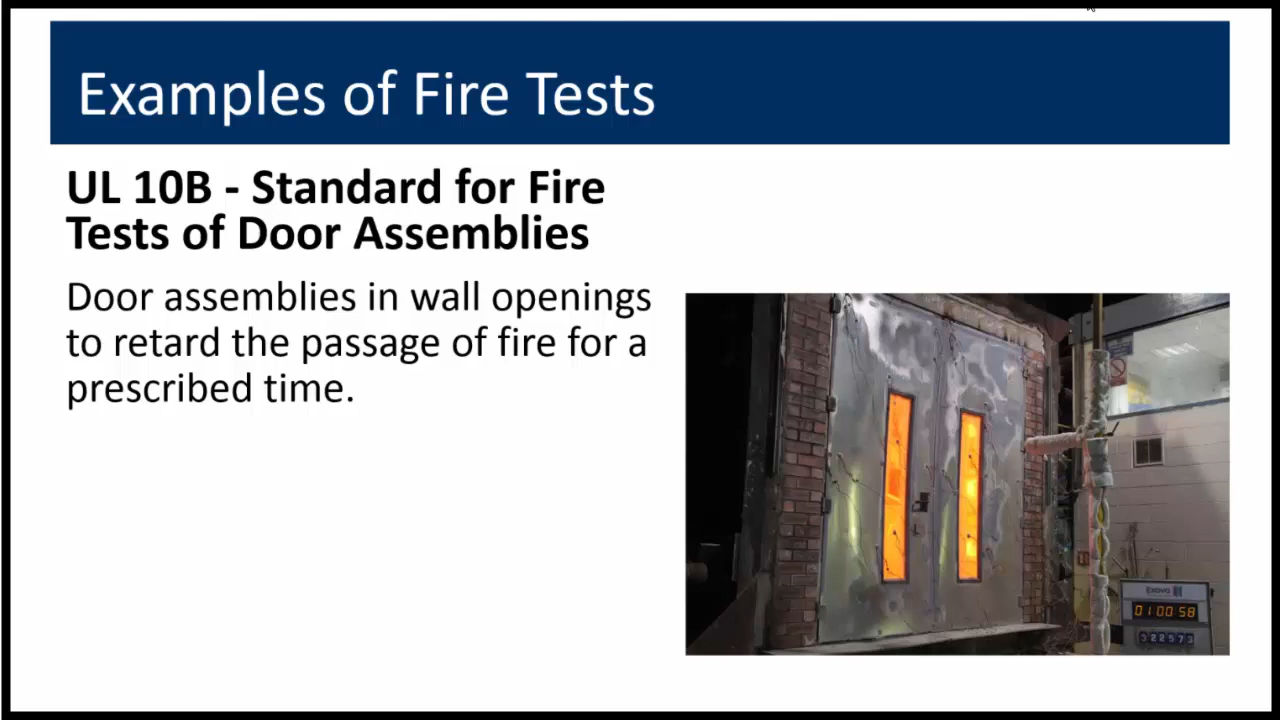 Examples of Fire Tests
UL 10B - Standard for Fire
Tests of Door Assemblies
Door assemblies in wall openings
to retard the passage of fire for a
prescribed time.
Exova
01:00 58
322573